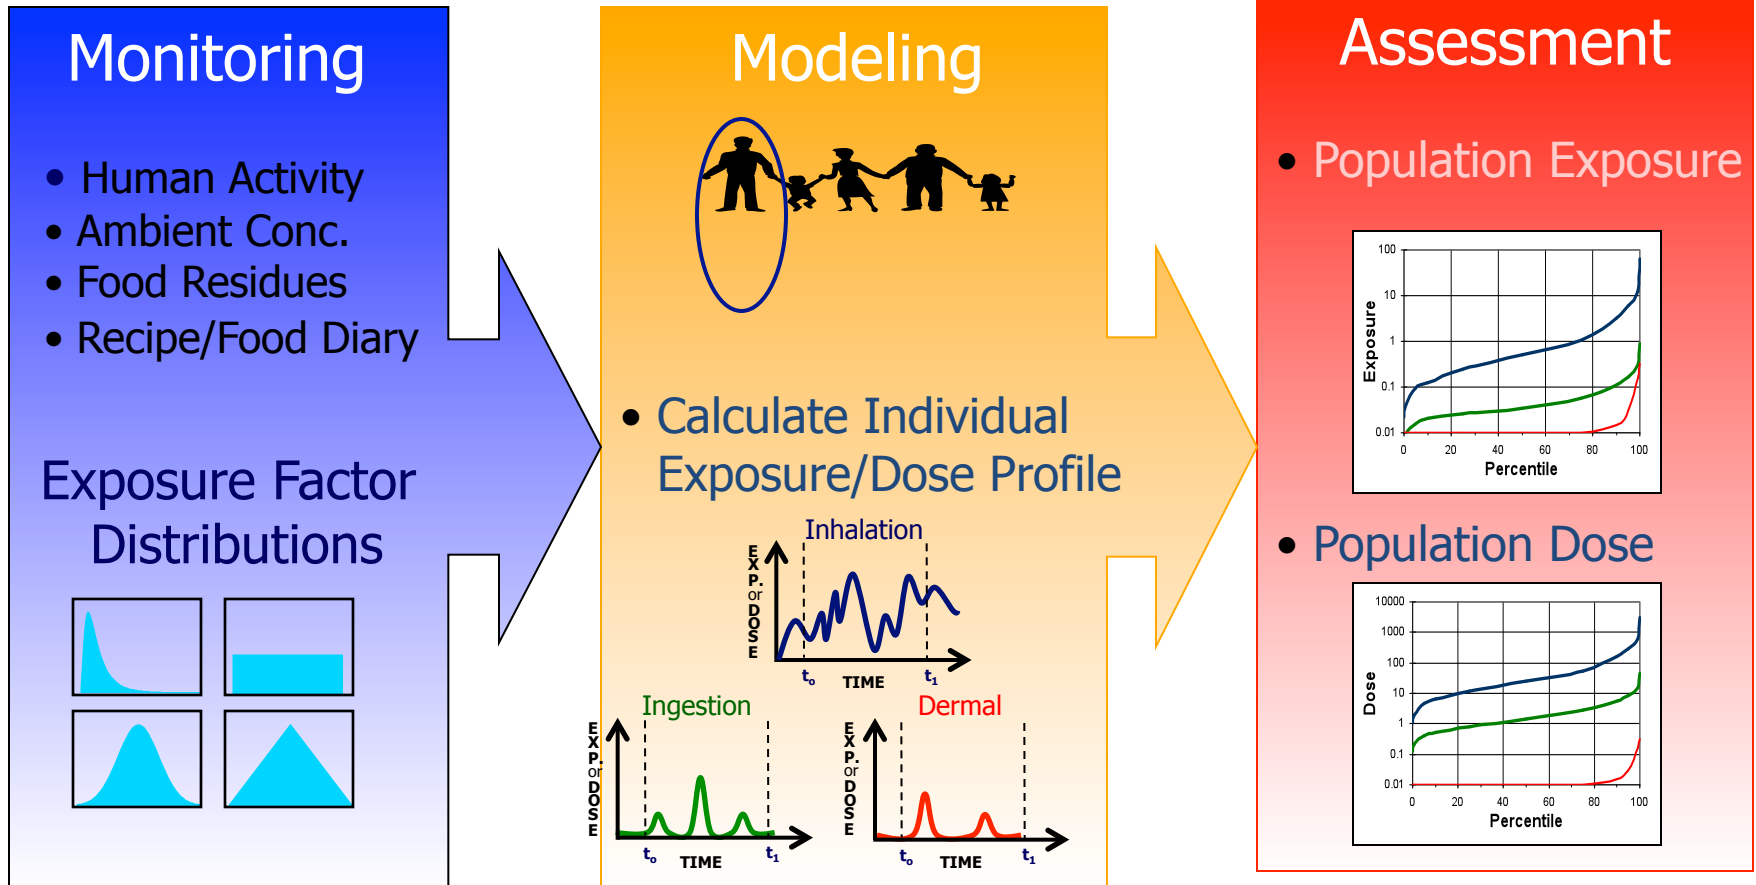 Monitoring
• Human Activity
• Ambient Conc.
• Food Residues
• Recipe/Food Diary
Exposure Factor
Distributions
Modeling
• Calculate Individual
Exposure/Dose Profile
Inhalation
EXP. or DOSE
t₀ TIME t₁
Ingestion
EXP. or DOSE
t₀ TIME t₁
Dermal
EXP. or DOSE
t₀ TIME t₁
Assessment
• Population Exposure
Exposure
100
10
1
0.1
0.01
0 20 40 60 80 100
Percentile
• Population Dose
Dose
10000
1000
100
10
1
0.1
0.01
0 20 40 60 80 100
Percentile